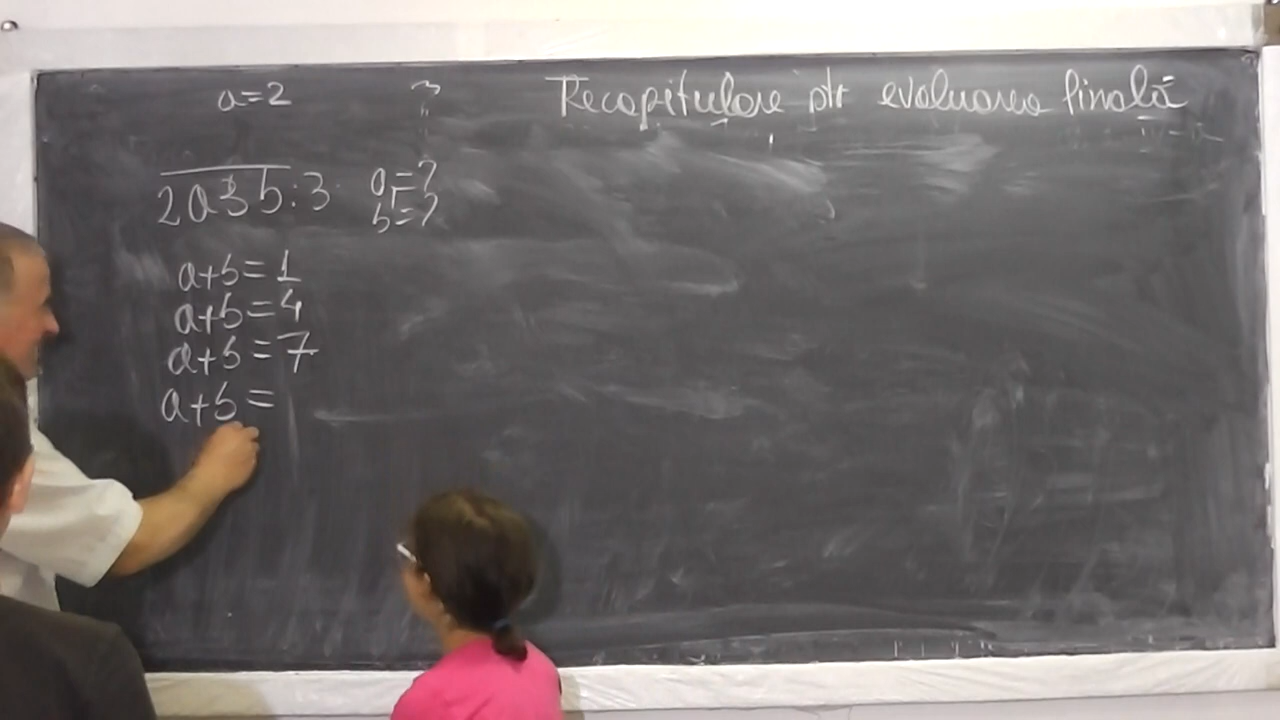 a=2
Recapitulare ptr evaluarea finală
2a3b:3 a=?
b=?
a+b=1
a+b=4
a+b=7
a+b=